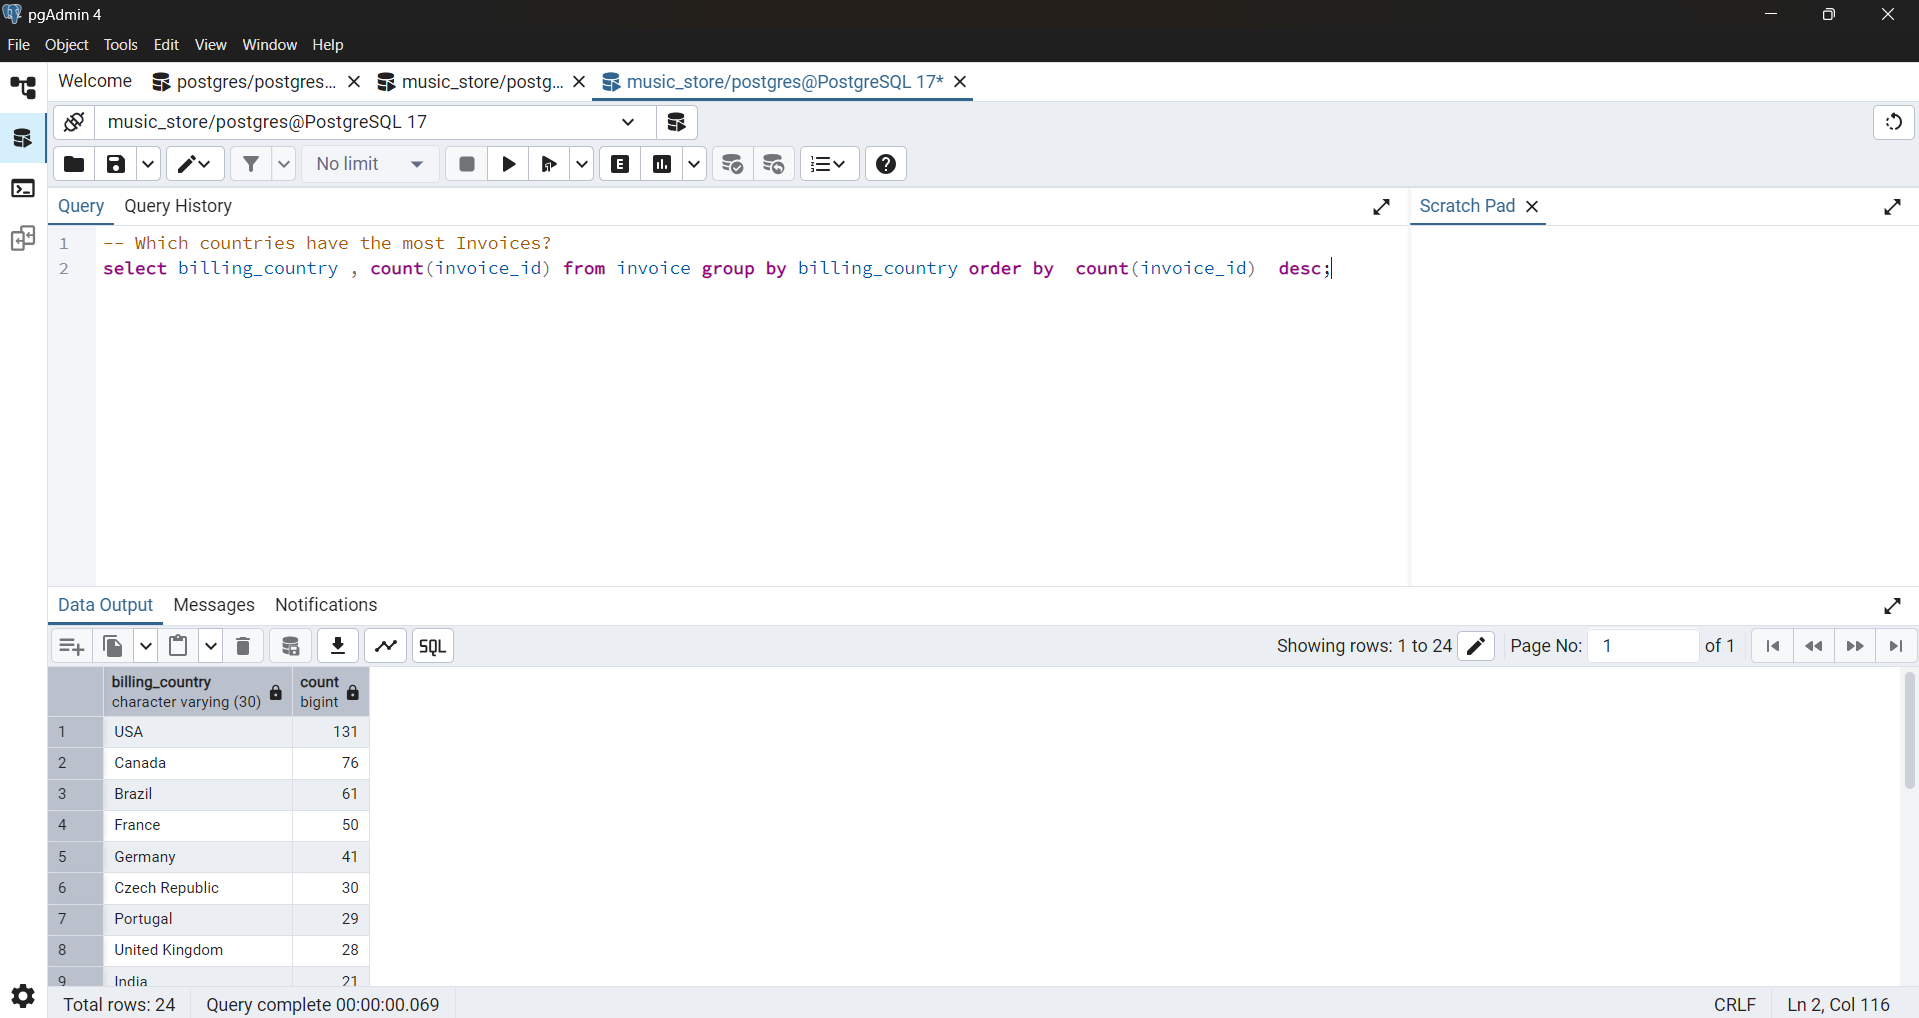 pgAdmin 4
File Object Tools Edit View Window Help
Welcome postgres/postgres... music_store/postg... music_store/postgres@PostgreSQL 17*
music_store/postgres@PostgreSQL 17
No limit E
Query Query History Scratch Pad
1 -- Which countries have the most Invoices?
2 select billing_country , count(invoice_id) from invoice group by billing_country order by  count(invoice_id)  desc;
Data Output Messages Notifications
SQL Showing rows: 1 to 24 Page No: 1 of 1
billing_country count
character varying (30) bigint
1 USA 131
2 Canada 76
3 Brazil 61
4 France 50
5 Germany 41
6 Czech Republic 30
7 Portugal 29
8 United Kingdom 28
9 India 21
Total rows: 24 Query complete 00:00:00.069 CRLF Ln 2, Col 116